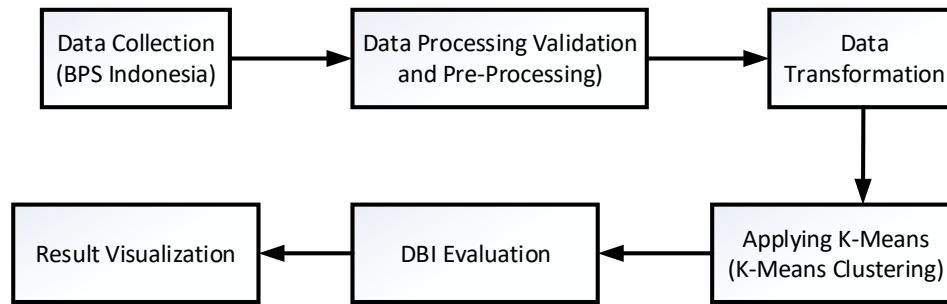 Data Collection
(BPS Indonesia)
Data Processing Validation
and Pre-Processing)
Data
Transformation
Applying K-Means
(K-Means Clustering)
DBI Evaluation
Result Visualization